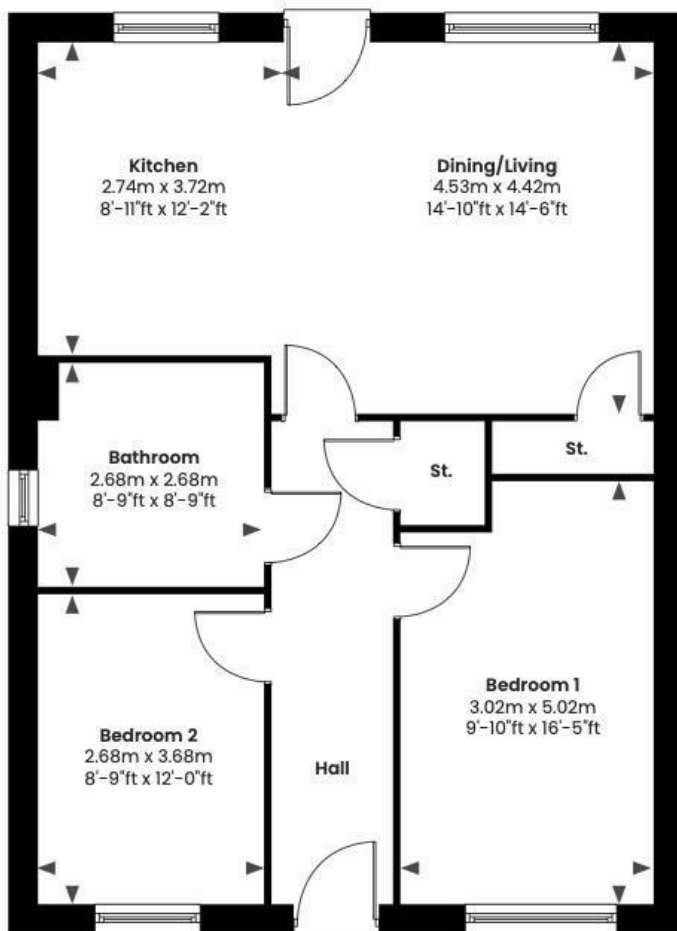 Kitchen
2.74m x 3.72m
8'-11"ft x 12'-2"ft
Dining/Living
4.53m x 4.42m
14'-10"ft x 14'-6"ft
Bathroom
2.68m x 2.68m
8'-9"ft x 8'-9"ft
St.
St.
Bedroom 1
3.02m x 5.02m
9'-10"ft x 16'-5"ft
Bedroom 2
2.68m x 3.68m
8'-9"ft x 12'-0"ft
Hall